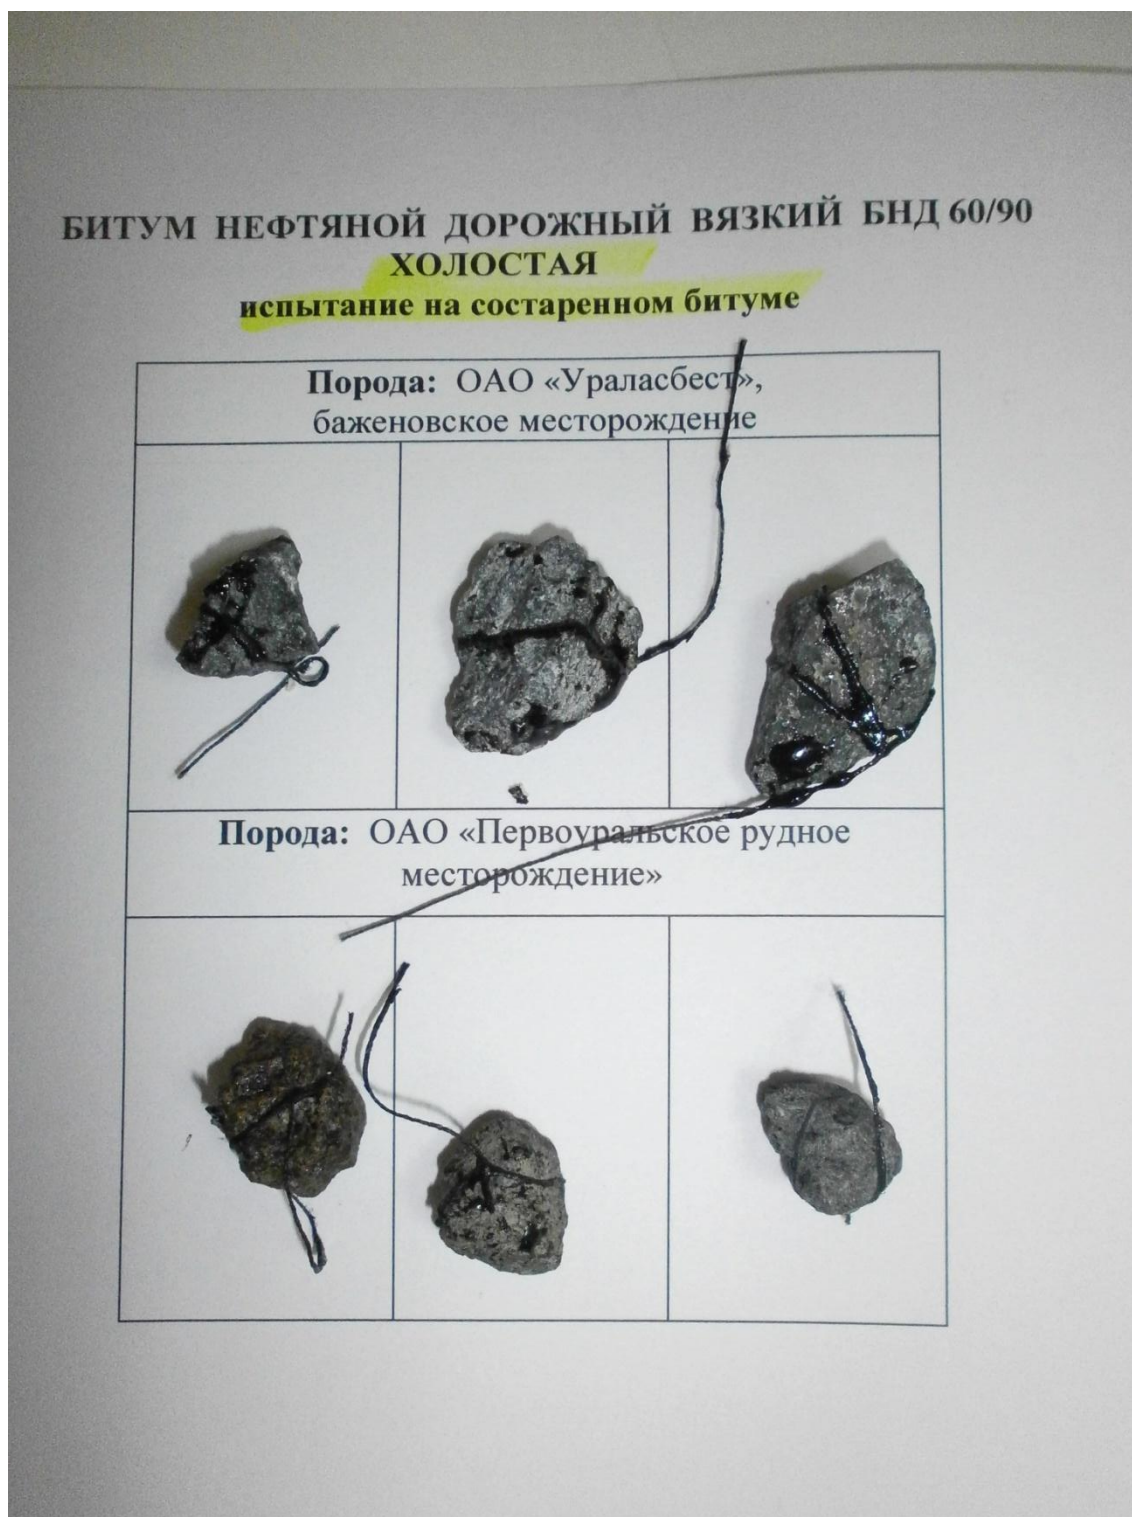 БИТУМ НЕФТЯНОЙ ДОРОЖНЫЙ ВЯЗКИЙ БНД 60/90
ХОЛОСТАЯ
испытание на состаренном битуме
Порода: ОАО «Ураласбест»,
баженовское месторождение
Порода: ОАО «Первоуральское рудное
месторождение»